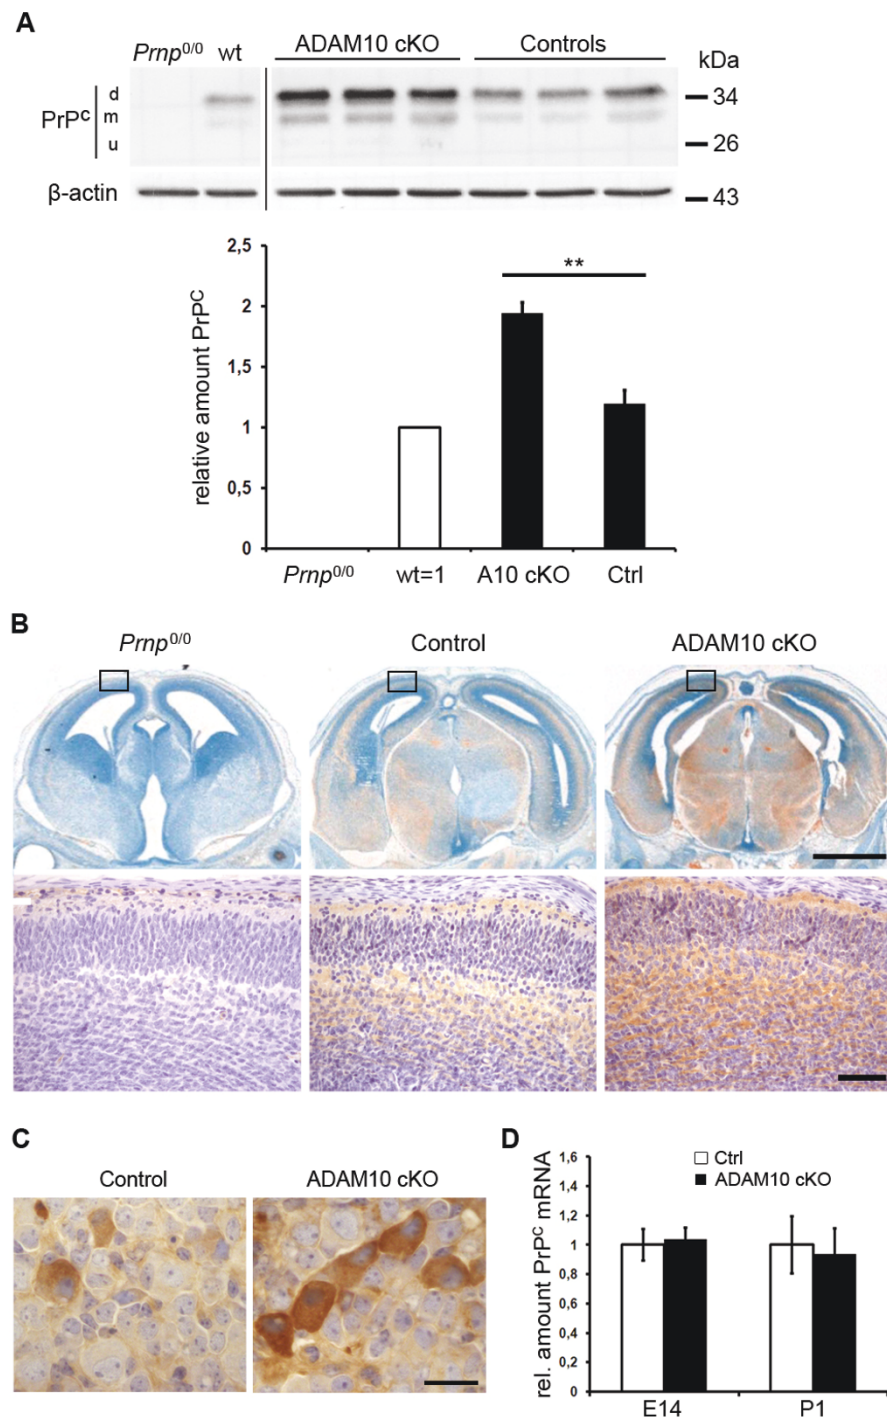 A
Prnp0/0 wt ADAM10 cKO Controls kDa
PrPC d 34
m
u 26
β-actin 43
2,5
2
1,5
1
0,5
0
relative amount PrPC
**
Prnp0/0 wt=1 A10 cKO Ctrl
B
Prnp0/0 Control ADAM10 cKO
C
Control ADAM10 cKO
D
rel. amount PrPC mRNA
1,6
1,4
1,2
1
0,8
0,6
0,4
0,2
0
Ctrl
ADAM10 cKO
E14 P1